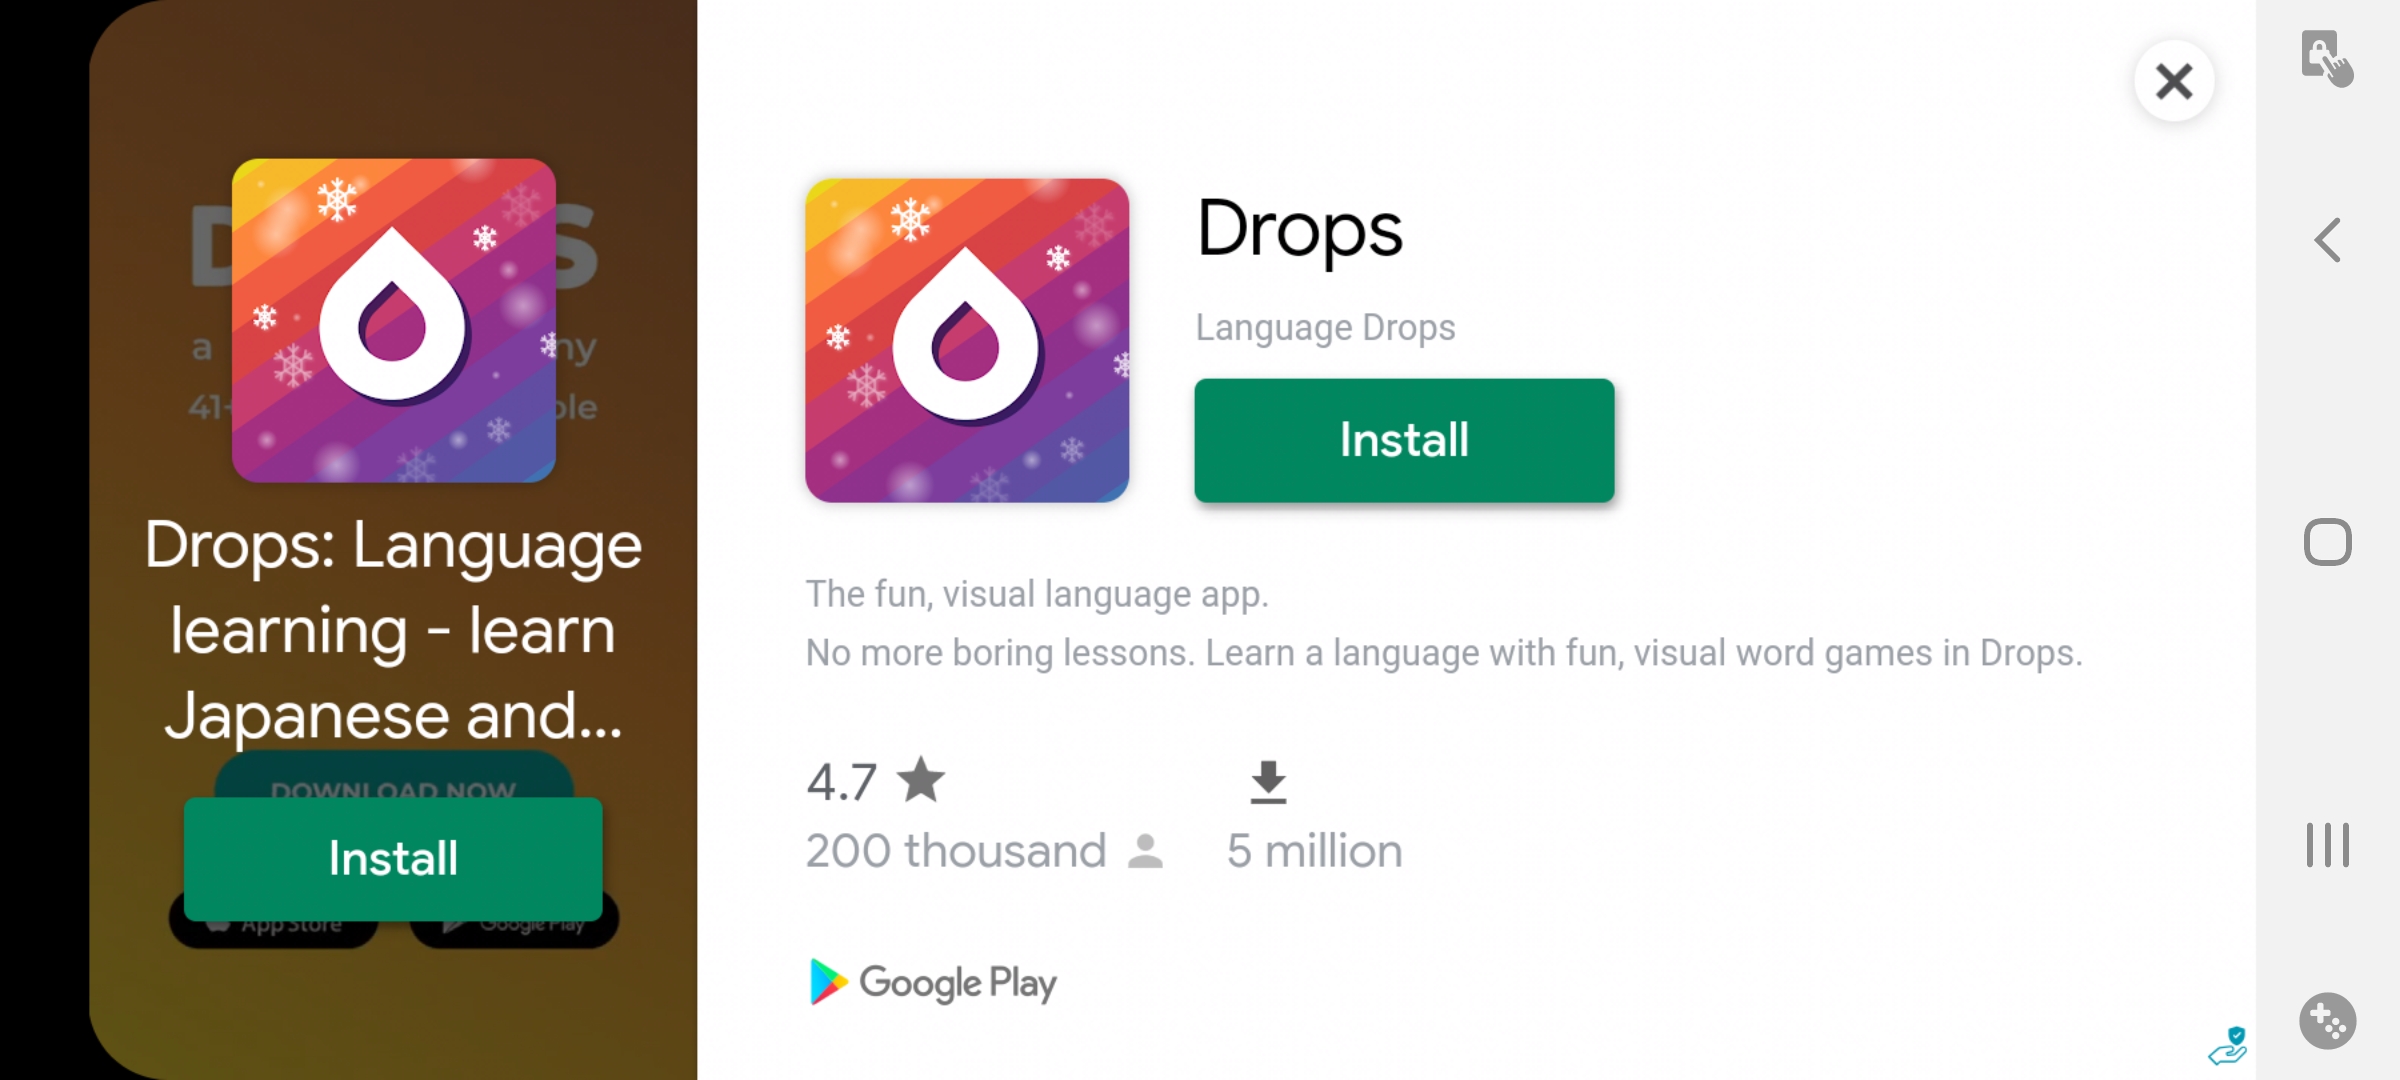 a
41+
Drops: Language
learning - learn
Japanese and...
DOWNLOAD NOW
Install
App Store
Google Play
Drops
Language Drops
Install
The fun, visual language app.
No more boring lessons. Learn a language with fun, visual word games in Drops.
4.7
200 thousand
5 million
Google Play